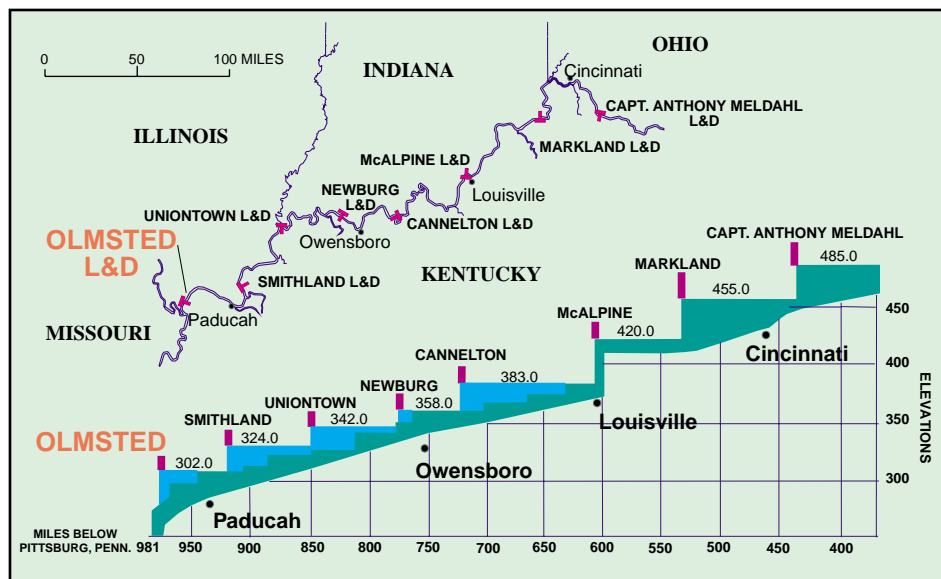 OHIO
INDIANA
Cincinnati
0 50 100 MILES
CAPT. ANTHONY MELDAHL
L&D
ILLINOIS
MARKLAND L&D
McALPINE L&D
Louisville
NEWBURG
L&D
UNIONTOWN L&D
CANNELTON L&D
Owensboro
OLMSTED
L&D
KENTUCKY
SMITHLAND L&D
Paducah
MISSOURI
CAPT. ANTHONY MELDAHL
485.0
MARKLAND
455.0
McALPINE
420.0
Cincinnati
CANNELTON
383.0
NEWBURG
358.0
UNIONTOWN
342.0
SMITHLAND
324.0
OLMSTED
302.0
Louisville
Owensboro
Paducah
450
400
350
300
ELEVATIONS
MILES BELOW
PITTSBURG, PENN. 981 950 900 850 800 750 700 650 600 550 500 450 400